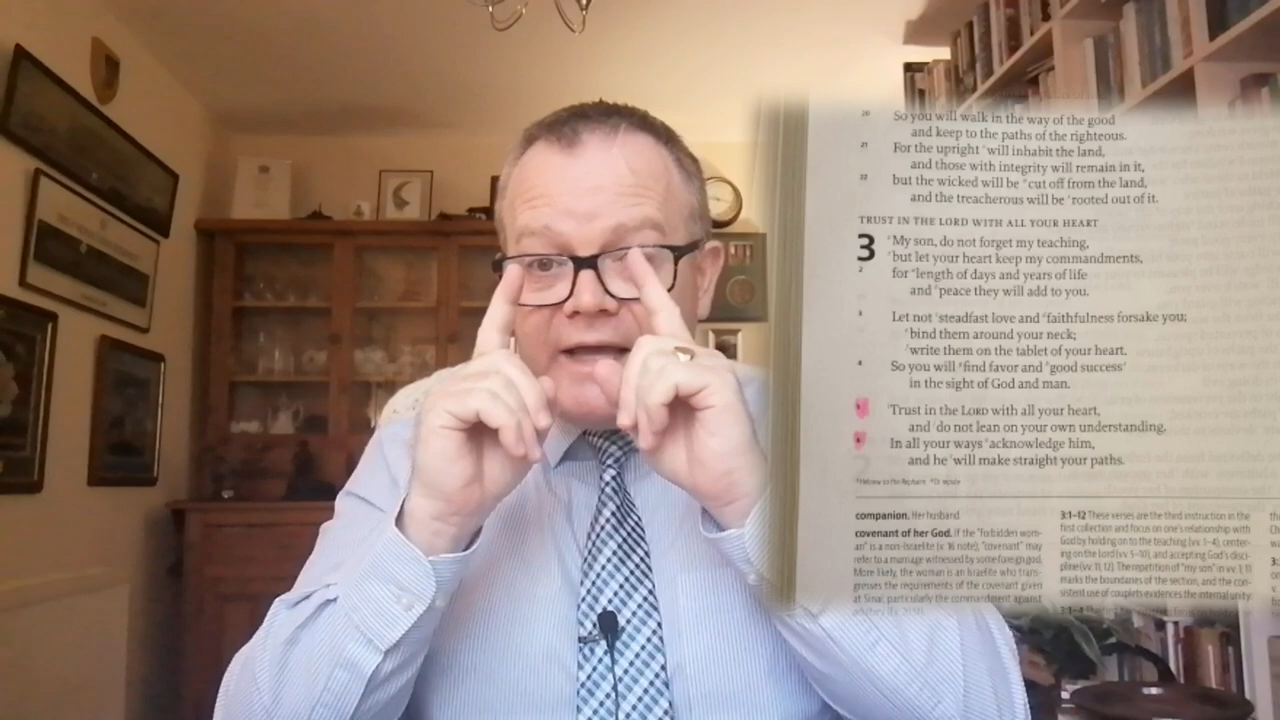 20 So you will walk in the way of the good
and keep to the paths of the righteous.
21 For the upright will inhabit the land,
and those with integrity will remain in it,
22 but the wicked will be cut off from the land,
and the treacherous will be rooted out of it.
TRUST IN THE LORD WITH ALL YOUR HEART
3 My son, do not forget my teaching,
but let your heart keep my commandments,
2 for length of days and years of life
and peace they will add to you.
3 Let not steadfast love and faithfulness forsake you;
bind them around your neck;
write them on the tablet of your heart.
4 So you will find favor and good success
in the sight of God and man.
Trust in the LORD with all your heart,
and do not lean on your own understanding.
In all your ways acknowledge him,
and he will make straight your paths.
companion. Her husband
covenant of her God. If the "forbidden wom-
an" is a non-Israelite (v. 16 note), "covenant" may
refer to a marriage witnessed by some foreign god.
More likely, the woman is an Israelite who trans-
gresses the requirements of the covenant given
at Sinai, particularly the commandment against
3:1–12 These verses are the third instruction in the
first collection and focus on one's relationship with
God by holding on to the teaching (vv. 1–4), center-
ing on the Lord (vv. 5–10), and accepting God's disci-
pline (vv. 11, 12). The repetition of "my son" in vv. 1, 11
marks the boundaries of the section, and the con-
sistent use of couplets evidences the internal unity